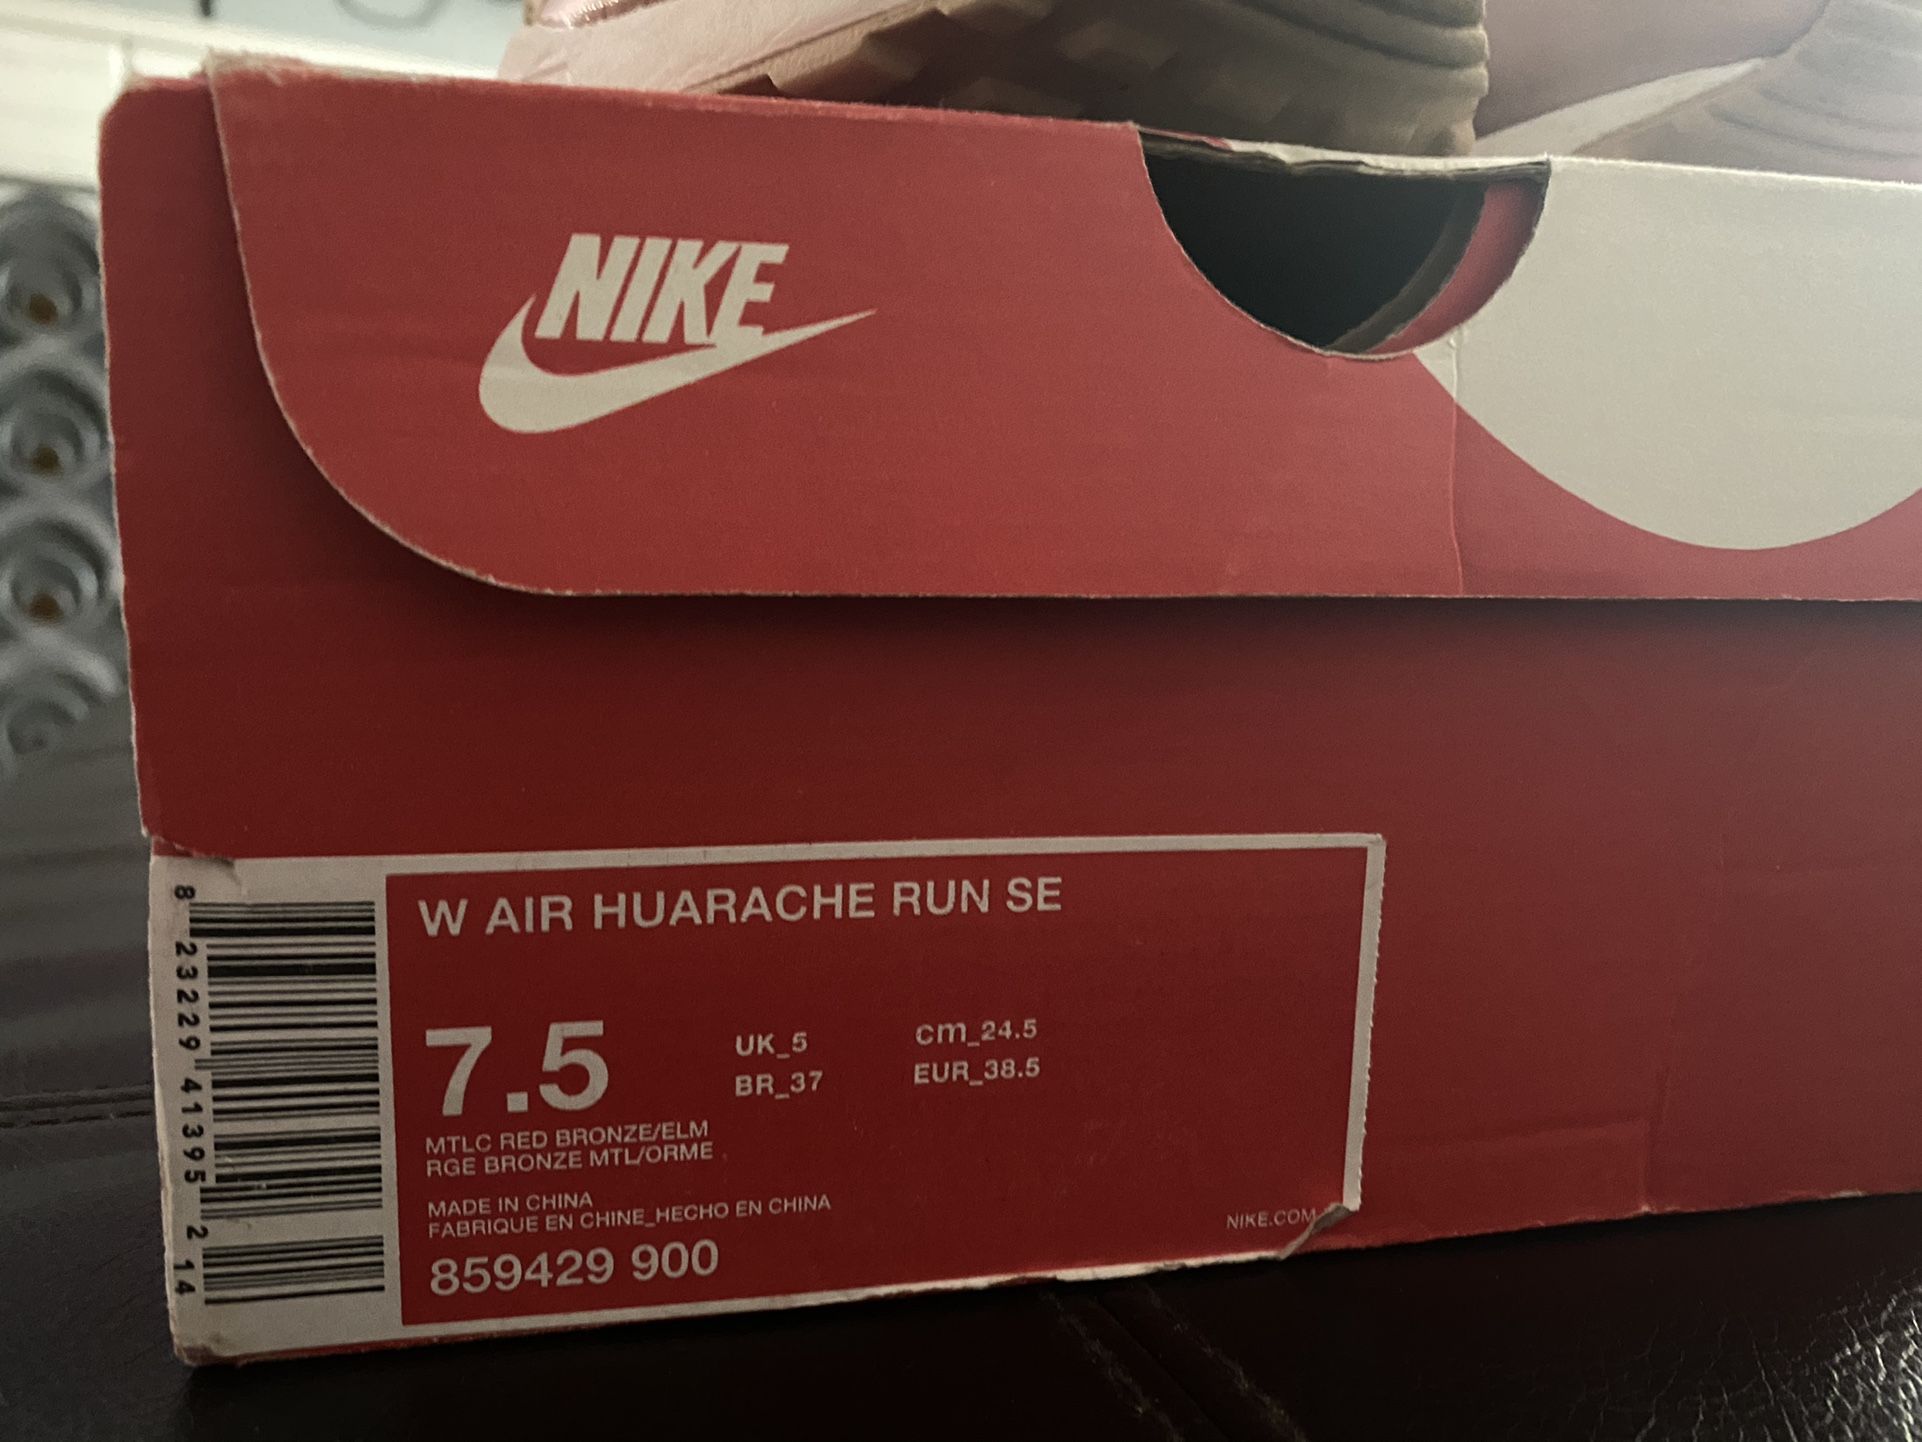 NIKE
W AIR HUARACHE RUN SE
7.5
UK_5
cm_24.5
BR_37
EUR_38.5
MTLC RED BRONZE/ELM
RGE BRONZE MTL/ORME
MADE IN CHINA
FABRIQUE EN CHINE_HECHO EN CHINA
859429 900
NIKE.COM
8 23229 41395 2 14